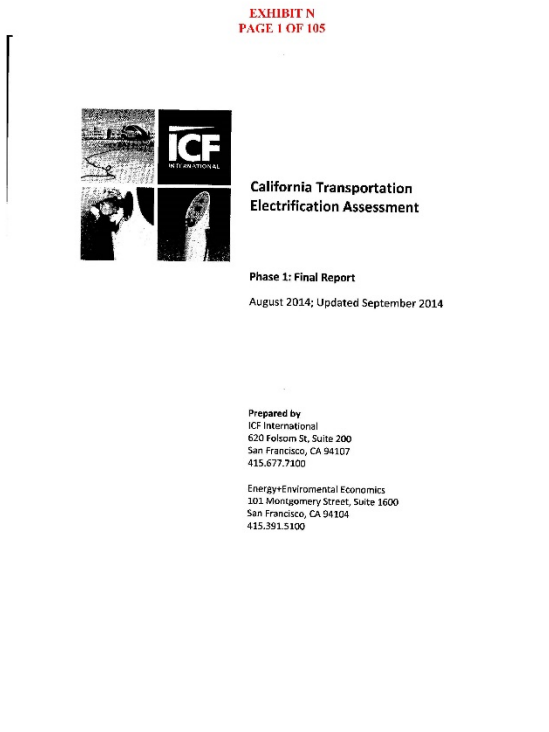 EXHIBIT N
PAGE 1 OF 105
ICF
INTERNATIONAL
California Transportation
Electrification Assessment
Phase 1: Final Report
August 2014; Updated September 2014
Prepared by
ICF International
620 Folsom St, Suite 200
San Francisco, CA 94107
415.677.7100
Energy+Enviromental Economics
101 Montgomery Street, Suite 1600
San Francisco, CA 94104
415.391.5100